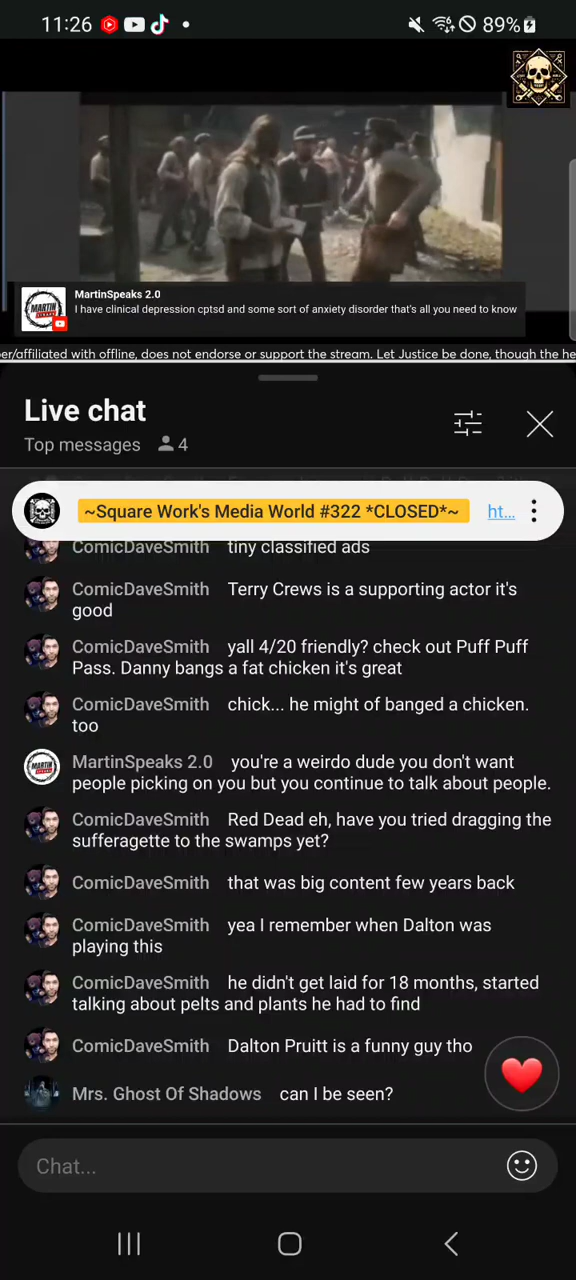 11:26
89%
MartinSpeaks 2.0
I have clinical depression cptsd and some sort of anxiety disorder that's all you need to know
er/affiliated with offline, does not endorse or support the stream. Let Justice be done, though the he
Live chat
Top messages 4
~Square Work's Media World #322 *CLOSED*~ ht...
ComicDaveSmith tiny classified ads
ComicDaveSmith Terry Crews is a supporting actor it's
good
ComicDaveSmith yall 4/20 friendly? check out Puff Puff
Pass. Danny bangs a fat chicken it's great
ComicDaveSmith chick... he might of banged a chicken.
too
MartinSpeaks 2.0 you're a weirdo dude you don't want
people picking on you but you continue to talk about people.
ComicDaveSmith Red Dead eh, have you tried dragging the
sufferagette to the swamps yet?
ComicDaveSmith that was big content few years back
ComicDaveSmith yea I remember when Dalton was
playing this
ComicDaveSmith he didn't get laid for 18 months, started
talking about pelts and plants he had to find
ComicDaveSmith Dalton Pruitt is a funny guy tho
Mrs. Ghost Of Shadows can I be seen?
Chat...